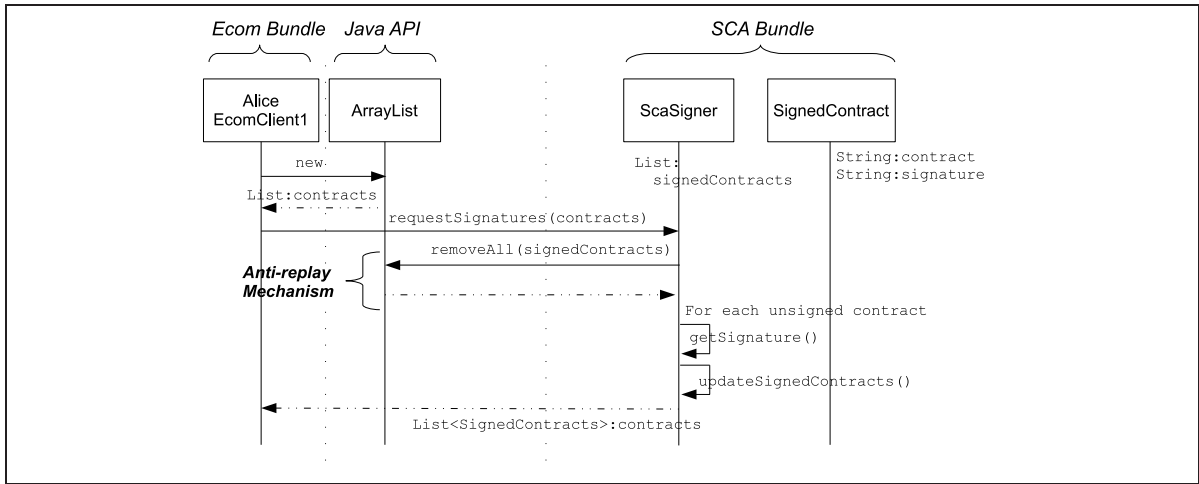 Ecom Bundle Java API SCA Bundle
Alice
EcomClient1
ArrayList
ScaSigner
SignedContract
new
List:
signedContracts
String:contract
String:signature
List:contracts
requestSignatures(contracts)
removeAll(signedContracts)
Anti-replay
Mechanism
For each unsigned contract
getSignature()
updateSignedContracts()
List<SignedContracts>:contracts